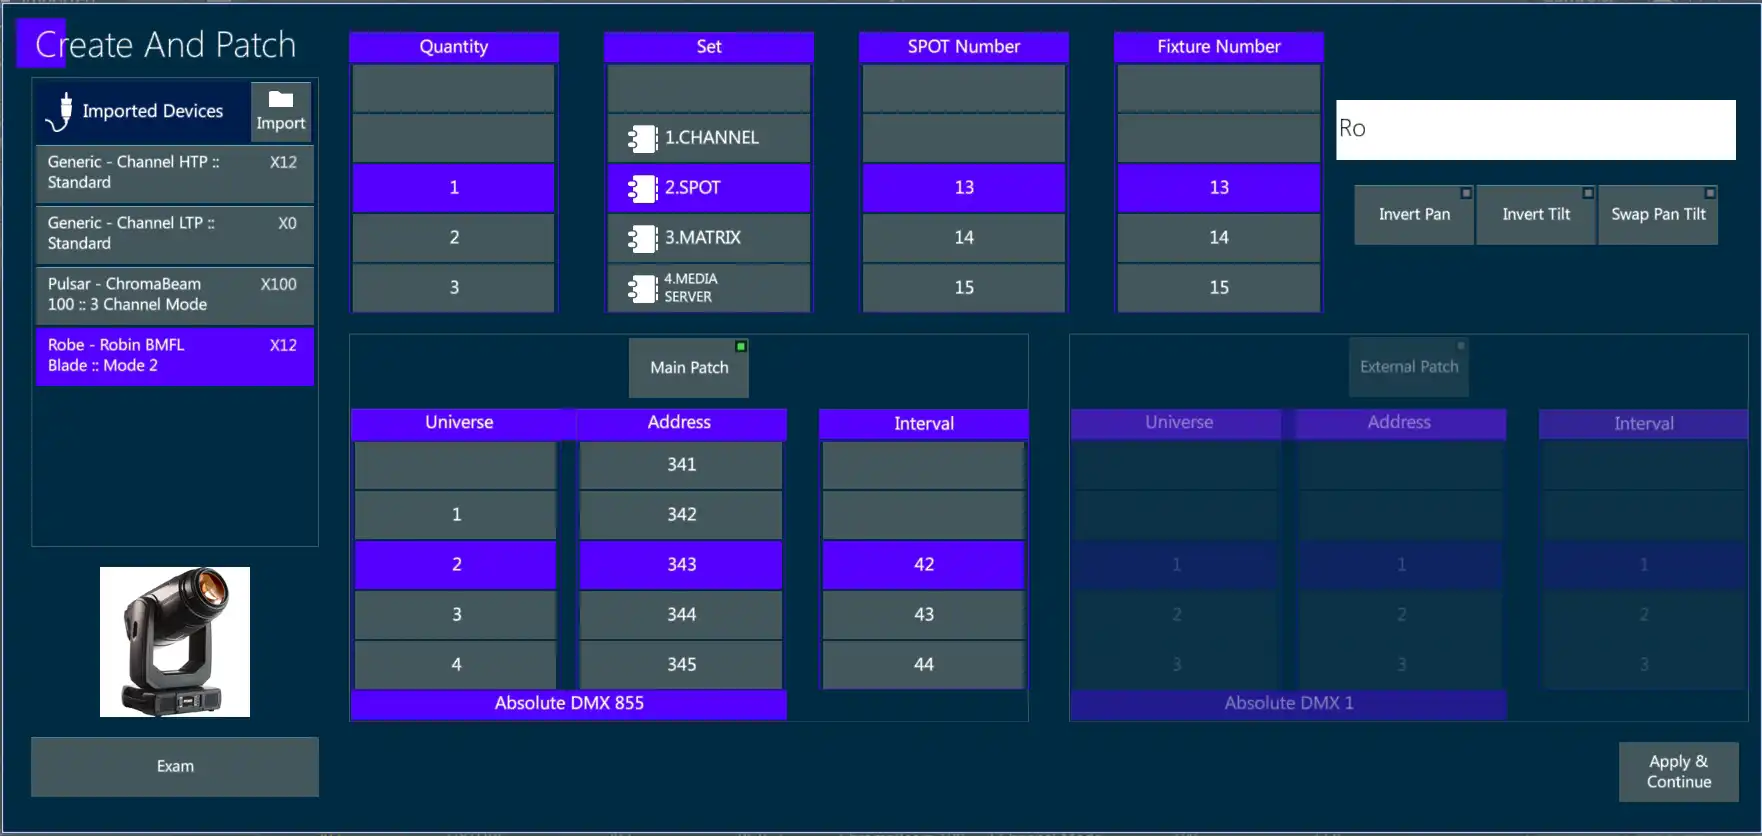 Create And Patch
Imported Devices
Import
Generic - Channel HTP ::
Standard
X12
Generic - Channel LTP ::
Standard
X0
Pulsar - ChromaBeam
100 :: 3 Channel Mode
X100
Robe - Robin BMFL
Blade :: Mode 2
X12
Exam
Quantity
1
2
3
Set
1.CHANNEL
2.SPOT
3.MATRIX
4.MEDIA
SERVER
SPOT Number
13
14
15
Fixture Number
13
14
15
Ro
Invert Pan
Invert Tilt
Swap Pan Tilt
Main Patch
Universe
1
2
3
4
Address
341
342
343
344
345
Interval
42
43
44
Absolute DMX 855
External Patch
Universe
1
2
3
Address
1
2
3
Interval
1
2
3
Absolute DMX 1
Apply &
Continue